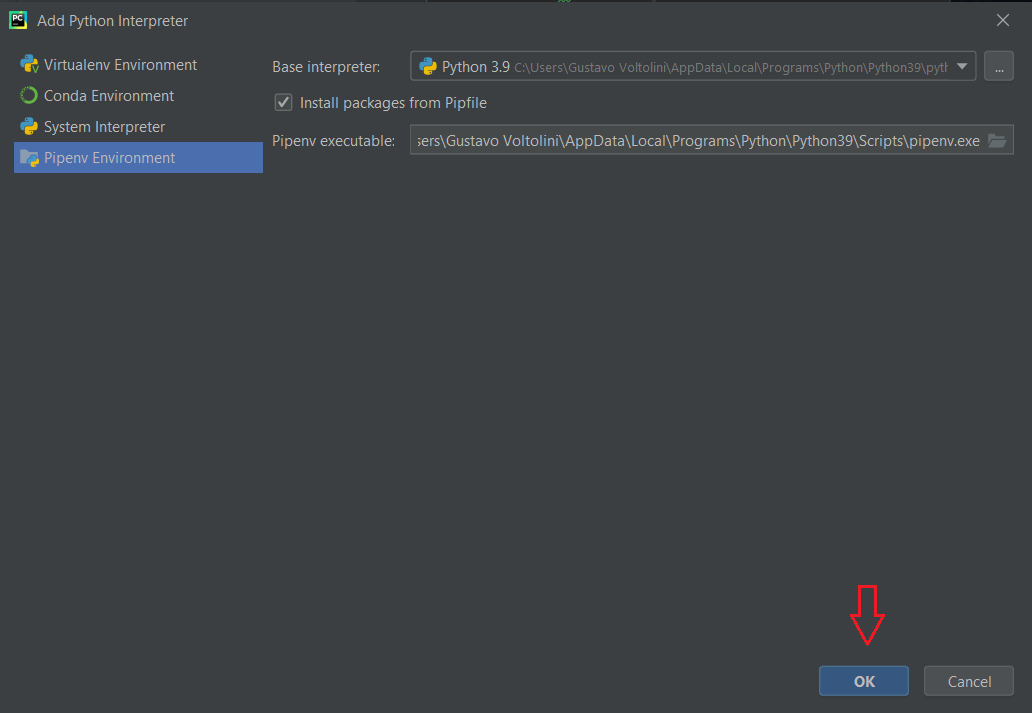 PC Add Python Interpreter
Virtualenv Environment
Conda Environment
System Interpreter
Pipenv Environment
Base interpreter: Python 3.9 C:\Users\Gustavo Voltolini\AppData\Local\Programs\Python\Python39\pyth ...
Install packages from Pipfile
Pipenv executable: sers\Gustavo Voltolini\AppData\Local\Programs\Python\Python39\Scripts\pipenv.exe
OK Cancel